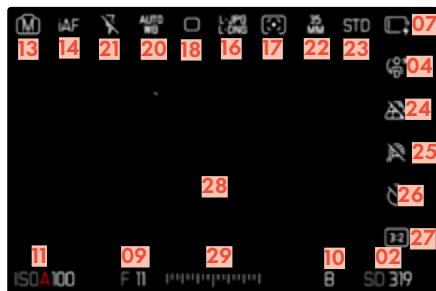 M iAF AUTO WB L-JPG L-DNG 35 MM STD 07
13 14 21 20 18 16 17 22 23
04
24
25
28 26
3:2 27
11 09 29 10 02
ISO A 100 F 11 B SD 319